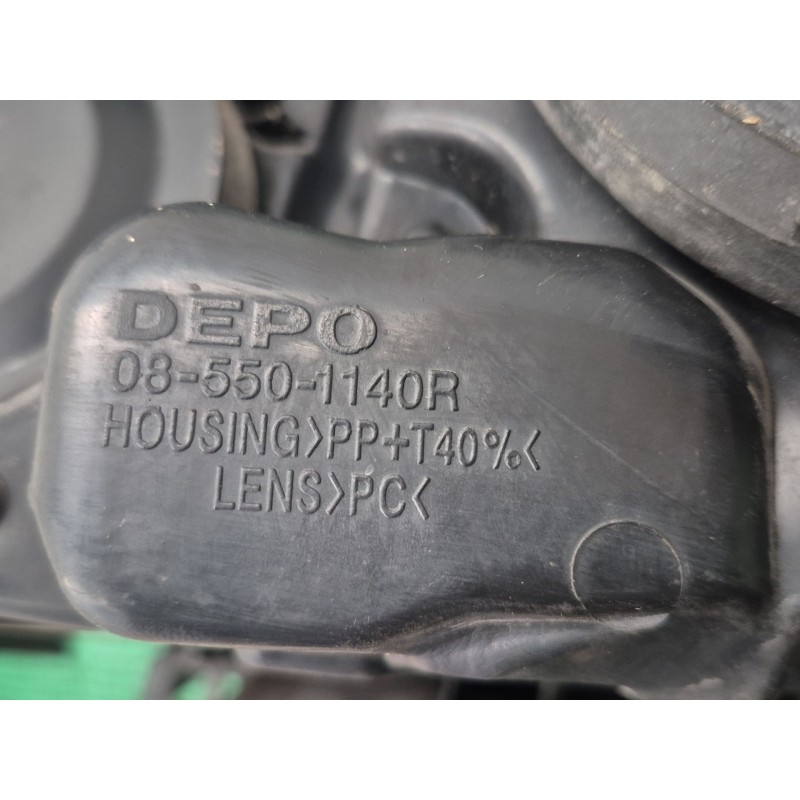 DEPO
08-550-1140R
HOUSING>PP+T40%<
LENS>PC<